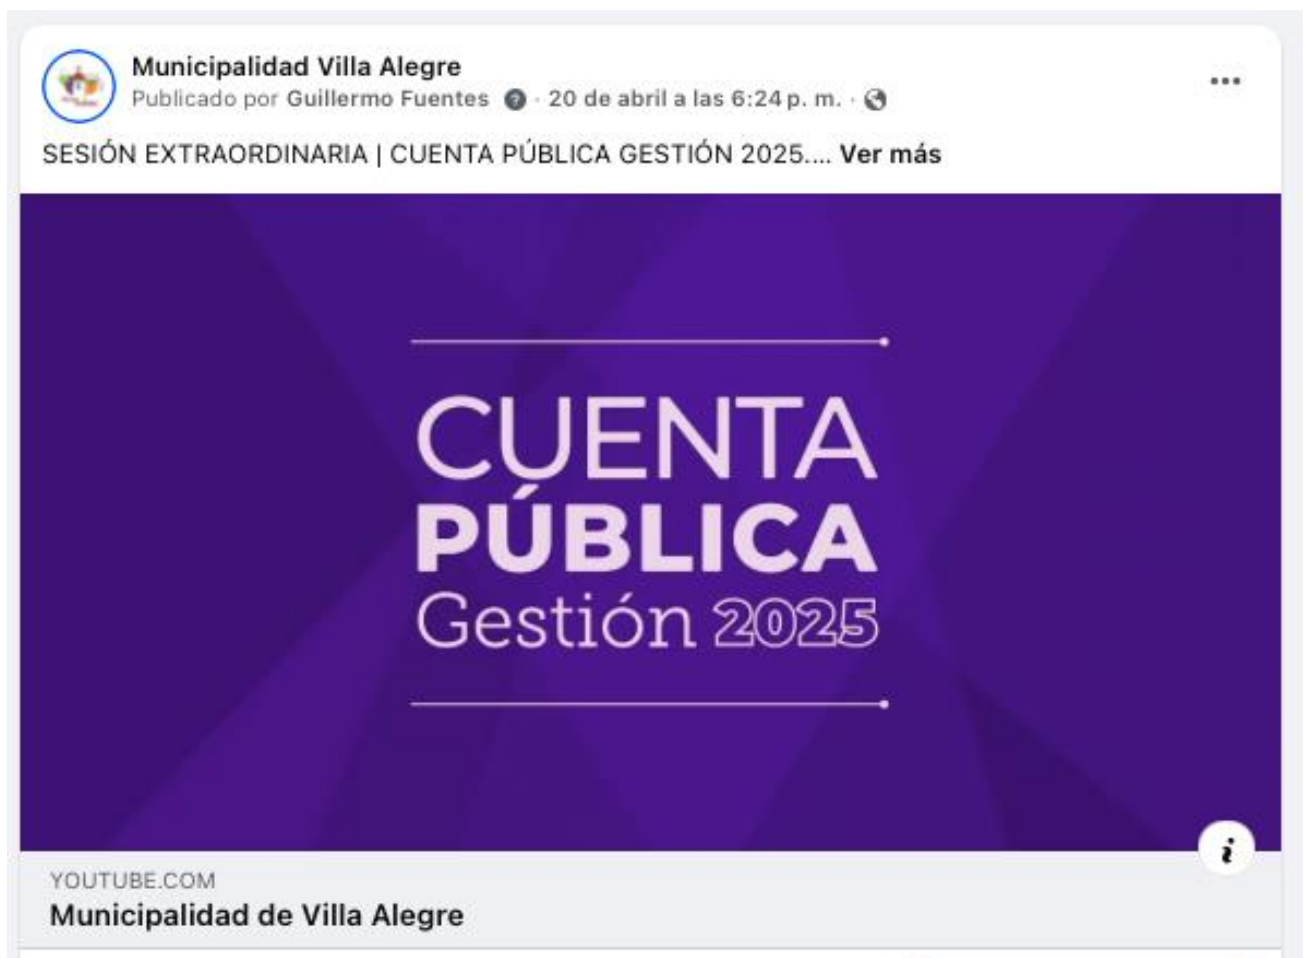 Municipalidad Villa Alegre
Publicado por Guillermo Fuentes · 20 de abril a las 6:24 p. m. ·
SESIÓN EXTRAORDINARIA | CUENTA PÚBLICA GESTIÓN 2025.... Ver más
CUENTA
PÚBLICA
Gestión 2025
YOUTUBE.COM
Municipalidad de Villa Alegre